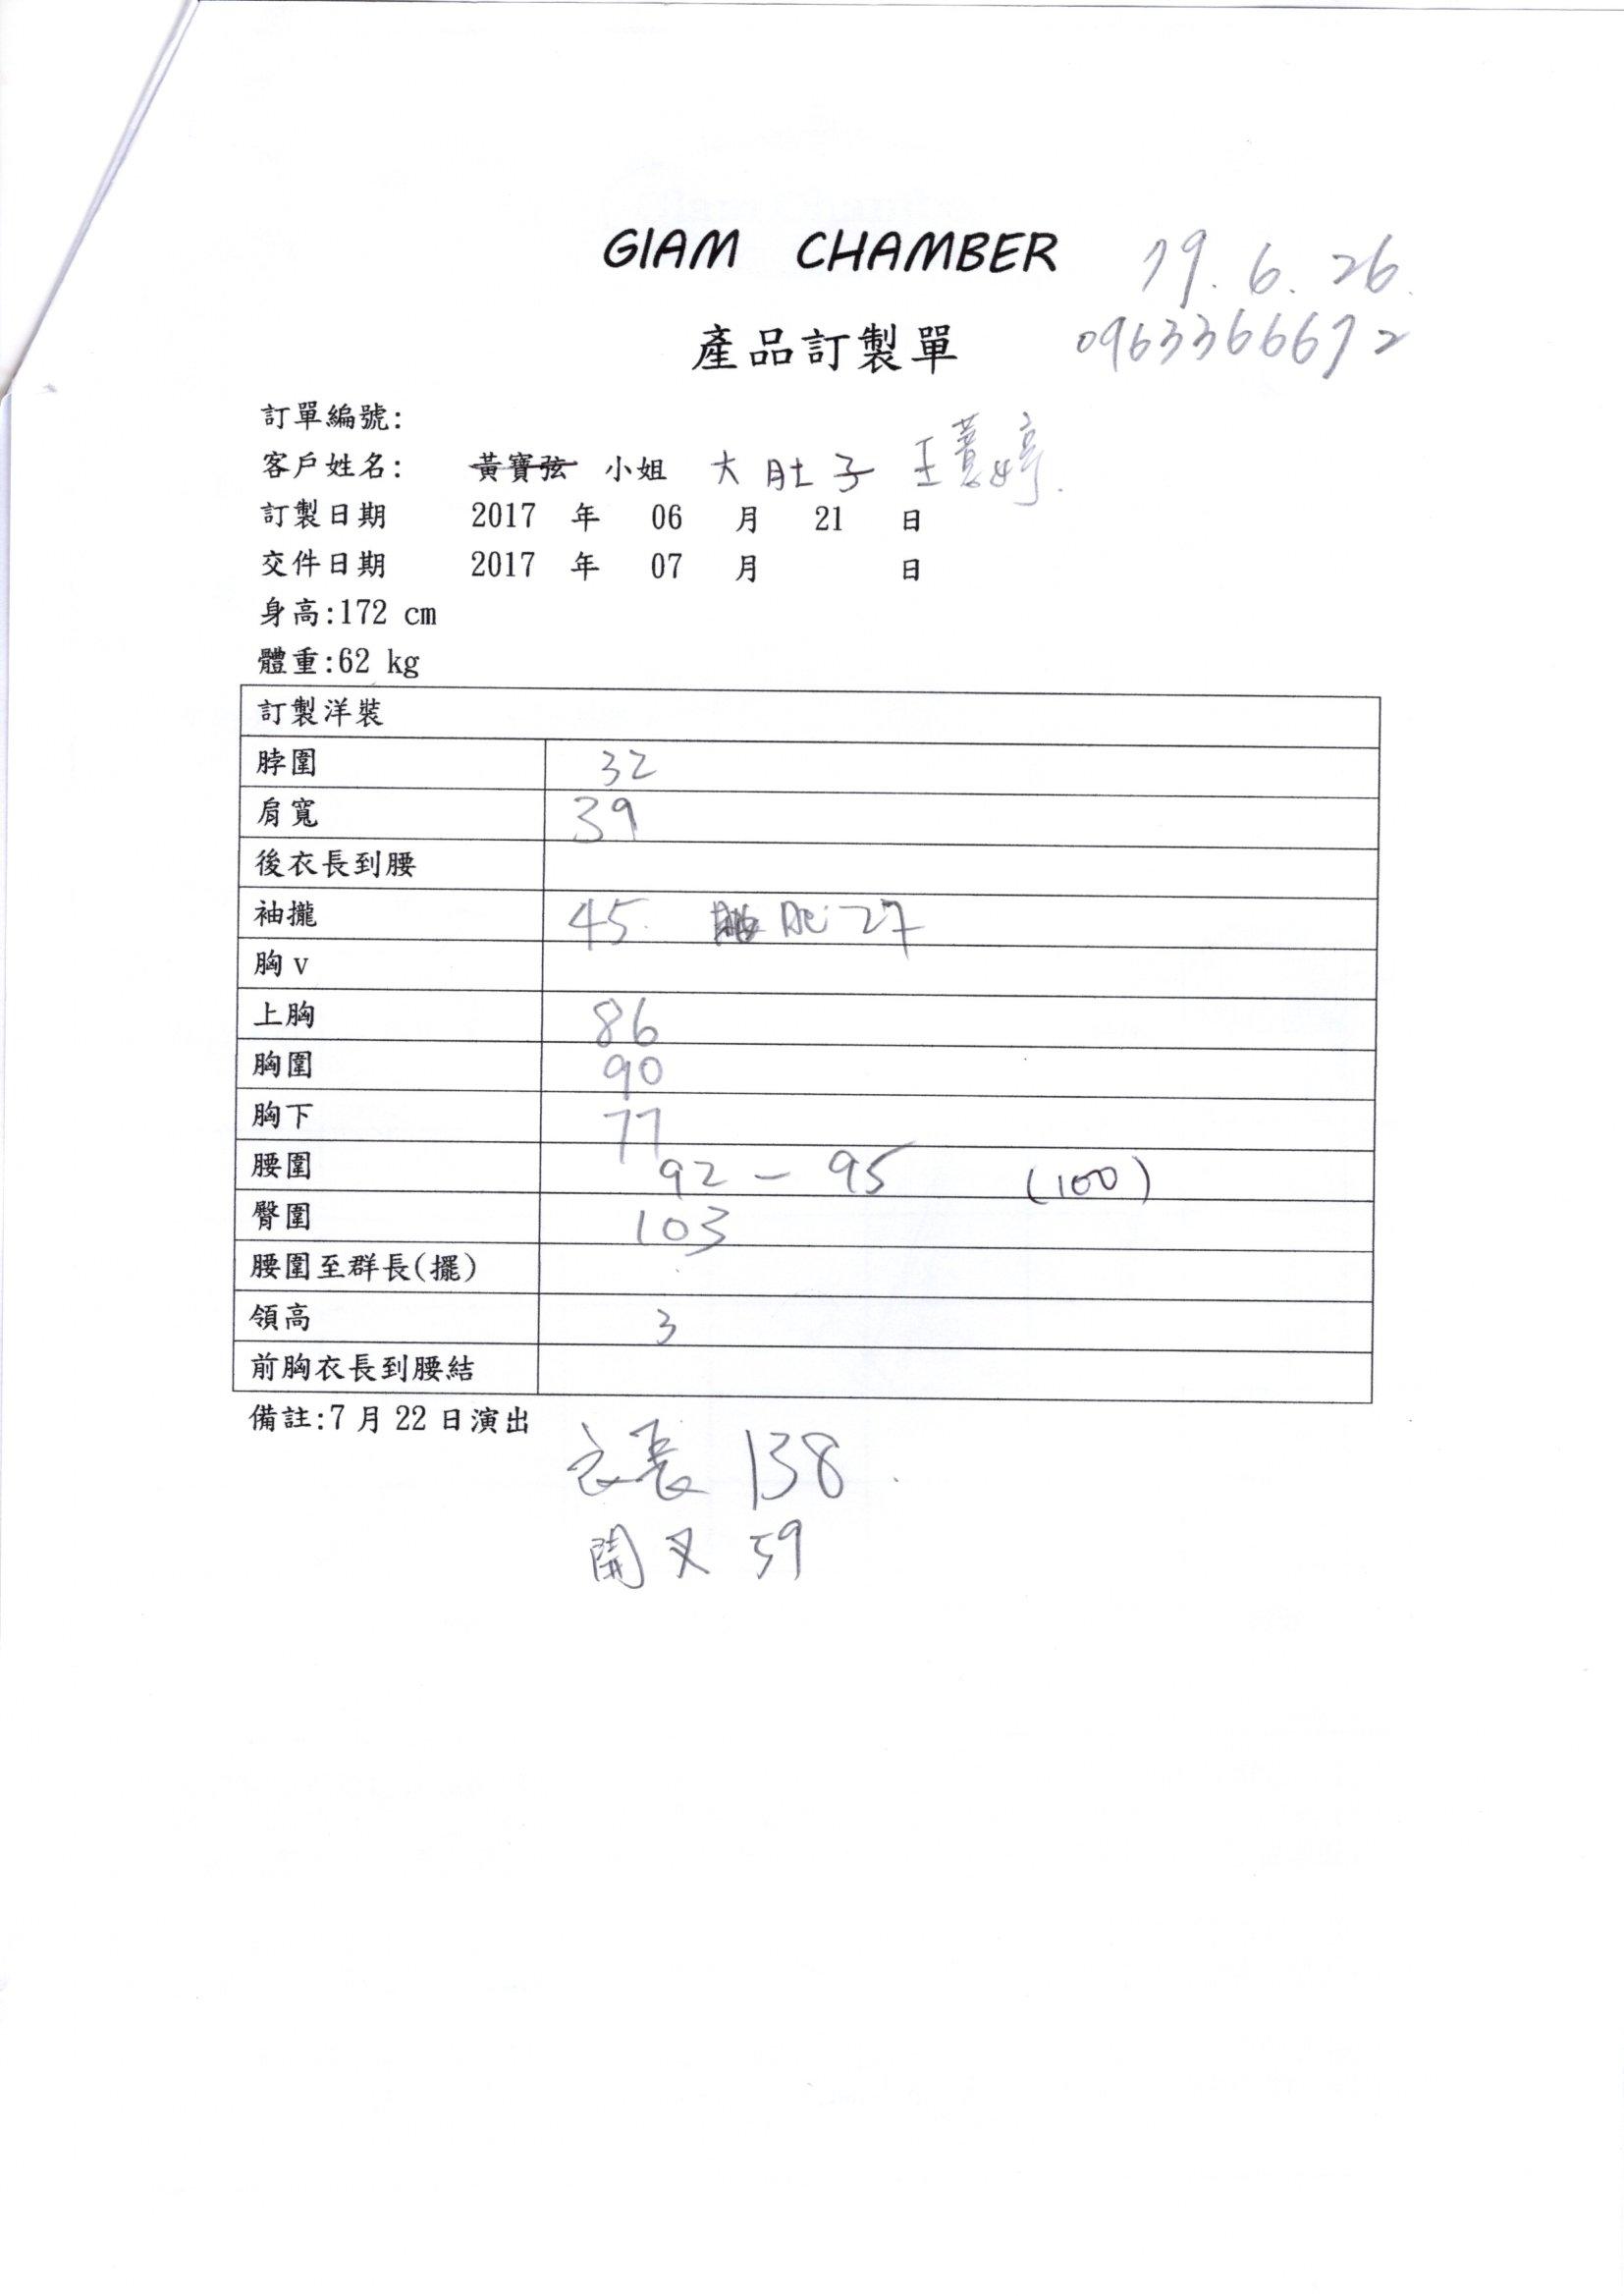 GIAM CHAMBER
79.6.26.
產品訂製單
0963366672
訂單編號:
客戶姓名: 黃寶弦 小姐 大肚子 王薏婷.
訂製日期 2017 年 06 月 21 日
交件日期 2017 年 07 月 日
身高:172 cm
體重:62 kg
訂製洋裝
脖圍 32
肩寬 39
後衣長到腰
袖攏 45. 27
胸v
上胸 86
胸圍 90
胸下 77
腰圍 92 - 95 (100)
臀圍 103
腰圍至群長(擺)
領高 3
前胸衣長到腰結
備註:7月22日演出
衣長 138
開叉 59